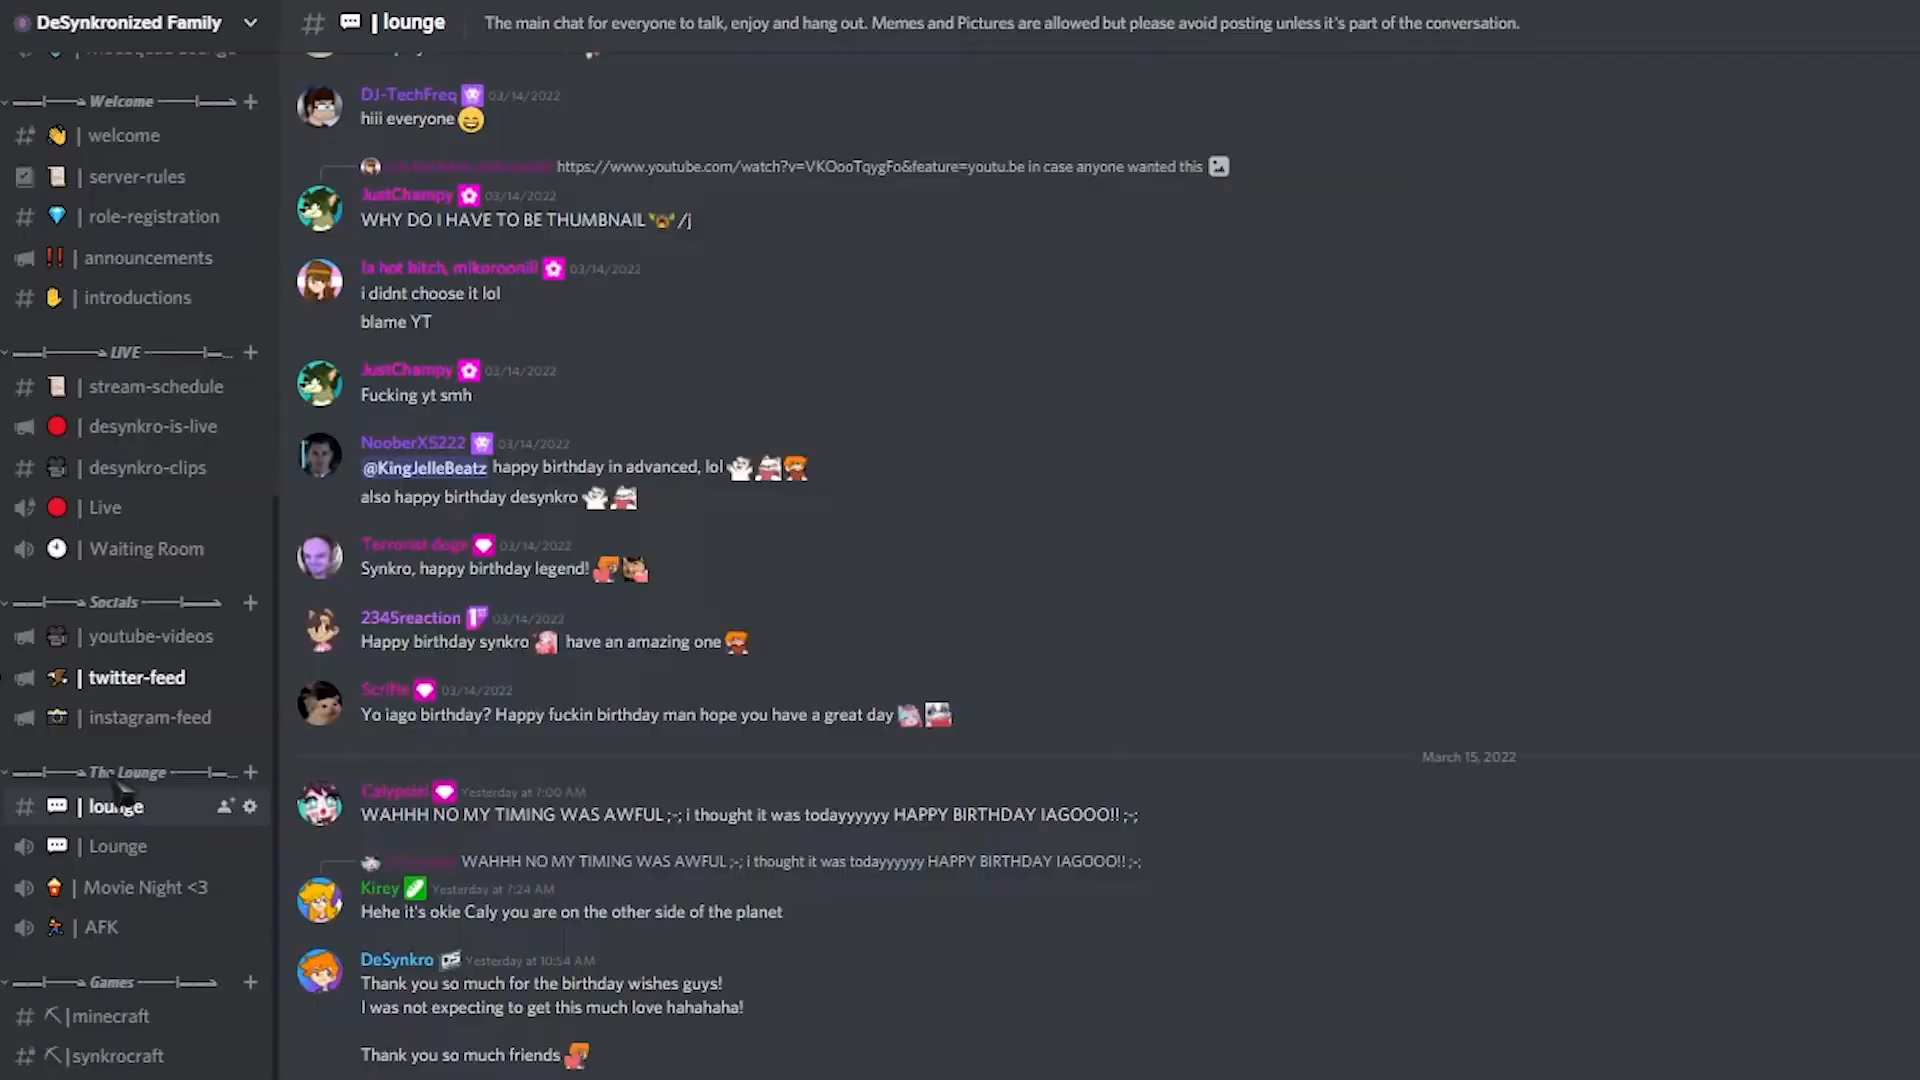 DeSynkronized Family
| lounge
The main chat for everyone to talk, enjoy and hang out. Memes and Pictures are allowed but please avoid posting unless it's part of the conversation.
Welcome
| welcome
| server-rules
| role-registration
| announcements
| introductions
LIVE
| stream-schedule
| desynkro-is-live
| desynkro-clips
| Live
| Waiting Room
Socials
| youtube-videos
| twitter-feed
| instagram-feed
The Lounge
| lounge
| Lounge
| Movie Night <3
| AFK
Games
|minecraft
|synkrocraft
DJ-TechFreq 03/14/2022
hiii everyone
https://www.youtube.com/watch?v=VKOooTqygFo&feature=youtu.be in case anyone wanted this
JustChampy 03/14/2022
WHY DO I HAVE TO BE THUMBNAIL /j
la hot bitch, mikoroonii 03/14/2022
i didnt choose it lol
blame YT
JustChampy 03/14/2022
Fucking yt smh
NooberXS222 03/14/2022
@KingJelleBeatz happy birthday in advanced, lol
also happy birthday desynkro
Terrorist doge 03/14/2022
Synkro, happy birthday legend!
2345reaction 03/14/2022
Happy birthday synkro have an amazing one
03/14/2022
Yo iago birthday? Happy fuckin birthday man hope you have a great day
March 15, 2022
Yesterday at 7:00 AM
WAHHH NO MY TIMING WAS AWFUL ;-; i thought it was todayyyyyy HAPPY BIRTHDAY IAGOOO!! ;-;
WAHHH NO MY TIMING WAS AWFUL ;-; i thought it was todayyyyyy HAPPY BIRTHDAY IAGOOO!! ;-;
Kirey Yesterday at 7:24 AM
Hehe it's okie Caly you are on the other side of the planet
DeSynkro DS Yesterday at 10:54 AM
Thank you so much for the birthday wishes guys!
I was not expecting to get this much love hahahaha!
Thank you so much friends